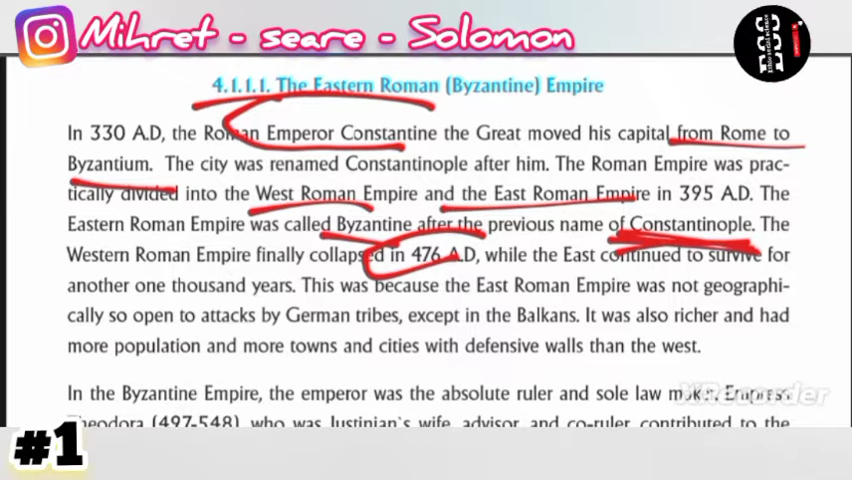 Mihret - seare - Solomon
4.1.1.1. The Eastern Roman (Byzantine) Empire
In 330 A.D, the Roman Emperor Constantine the Great moved his capital from Rome to
Byzantium. The city was renamed Constantinople after him. The Roman Empire was prac-
tically divided into the West Roman Empire and the East Roman Empire in 395 A.D. The
Eastern Roman Empire was called Byzantine after the previous name of Constantinople. The
Western Roman Empire finally collapsed in 476 A.D, while the East continued to survive for
another one thousand years. This was because the East Roman Empire was not geographi-
cally so open to attacks by German tribes, except in the Balkans. It was also richer and had
more population and more towns and cities with defensive walls than the west.
In the Byzantine Empire, the emperor was the absolute ruler and sole law maker. Empress
Theodora (497-548), who was Justinian's wife, advisor, and co-ruler contributed to the
XRecorder
#1